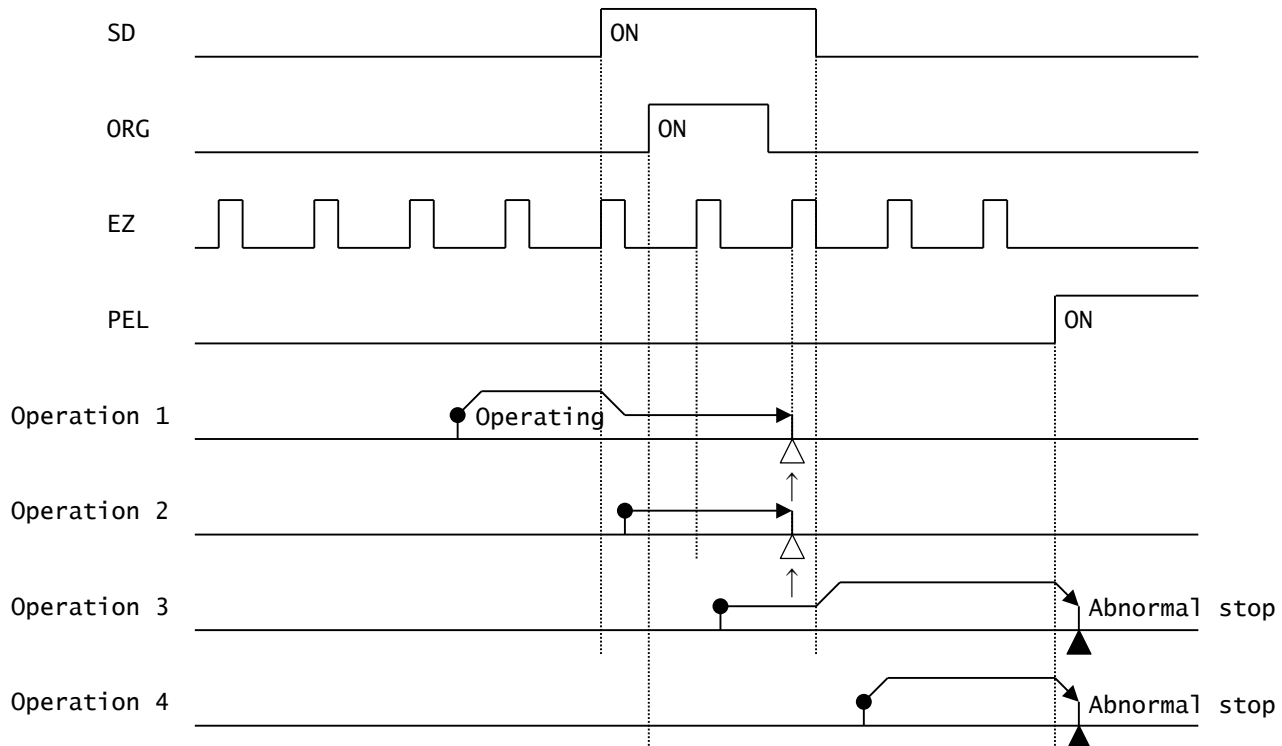 SD
ON
ORG
ON
EZ
PEL
ON
Operation 1
Operating
Operation 2
Operation 3
Abnormal stop
Operation 4
Abnormal stop